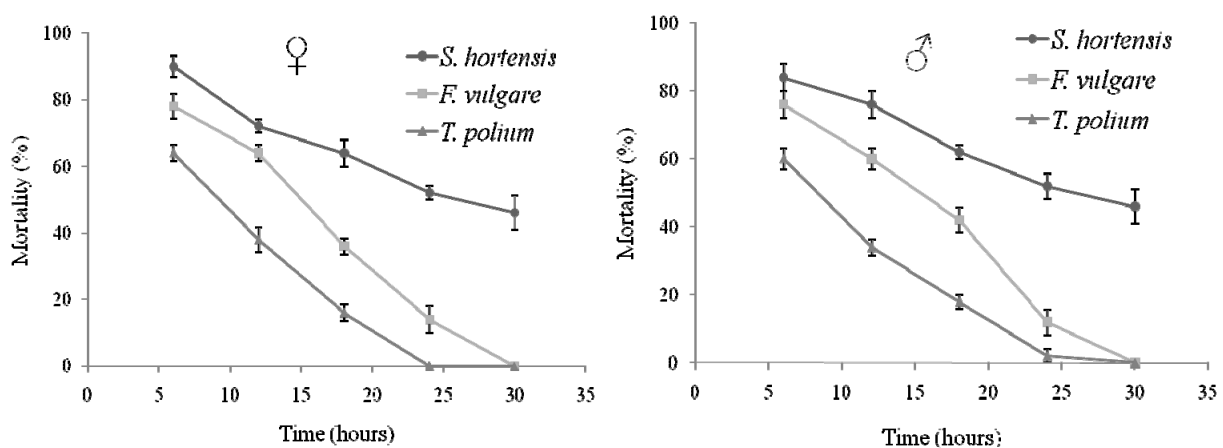 100
80
60
40
20
0
Mortality (%)
0 5 10 15 20 25 30 35
Time (hours)
♀
S. hortensis
F. vulgare
T. polium
100
80
60
40
20
0
Mortality (%)
0 5 10 15 20 25 30 35
Time (hours)
♂
S. hortensis
F. vulgare
T. polium